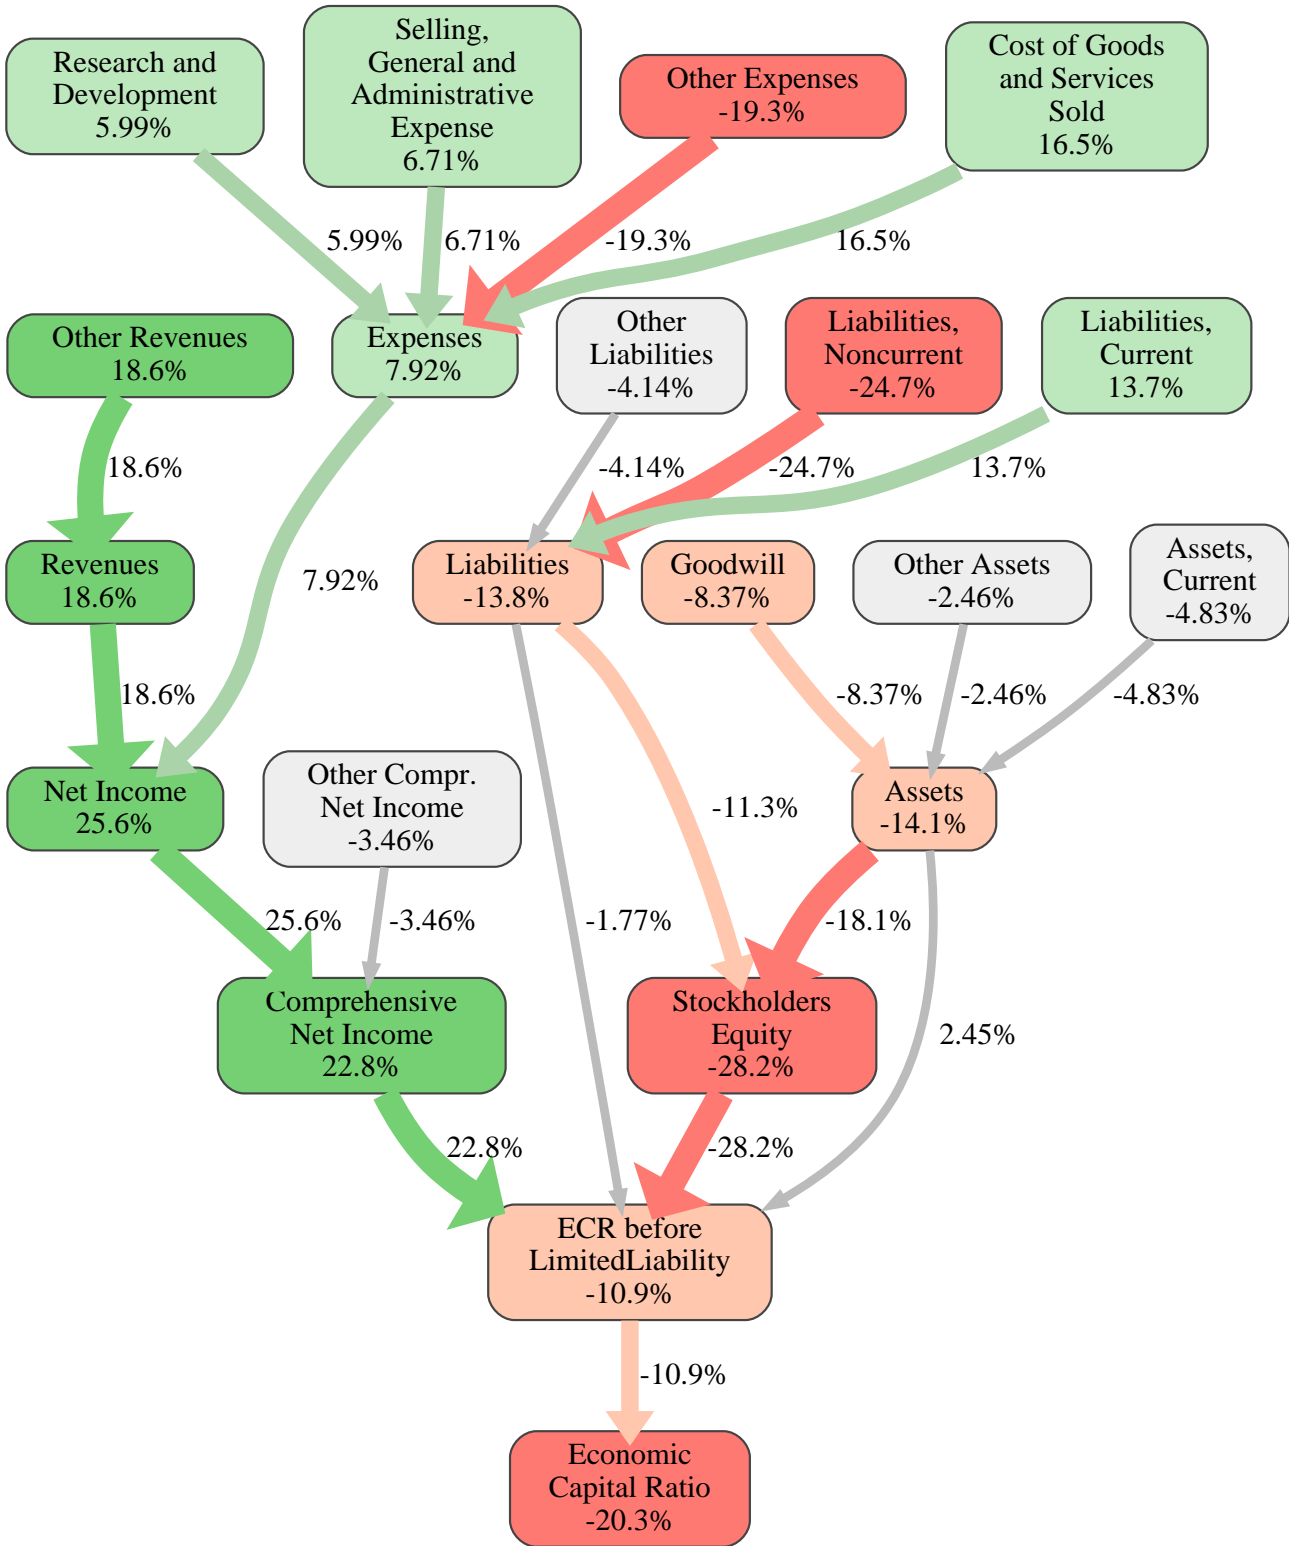 Research and
Development
5.99%
Selling,
General and
Administrative
Expense
6.71%
Other Expenses
-19.3%
Cost of Goods
and Services
Sold
16.5%
5.99%
6.71%
-19.3%
16.5%
Other Revenues
18.6%
Expenses
7.92%
Other
Liabilities
-4.14%
Liabilities,
Noncurrent
-24.7%
Liabilities,
Current
13.7%
18.6%
-4.14%
-24.7%
13.7%
Revenues
18.6%
7.92%
Liabilities
-13.8%
Goodwill
-8.37%
Other Assets
-2.46%
Assets,
Current
-4.83%
18.6%
-8.37%
-2.46%
-4.83%
Net Income
25.6%
Other Compr.
Net Income
-3.46%
-11.3%
Assets
-14.1%
25.6%
-3.46%
-1.77%
-18.1%
Comprehensive
Net Income
22.8%
Stockholders
Equity
-28.2%
2.45%
22.8%
-28.2%
ECR before
LimitedLiability
-10.9%
-10.9%
Economic
Capital Ratio
-20.3%